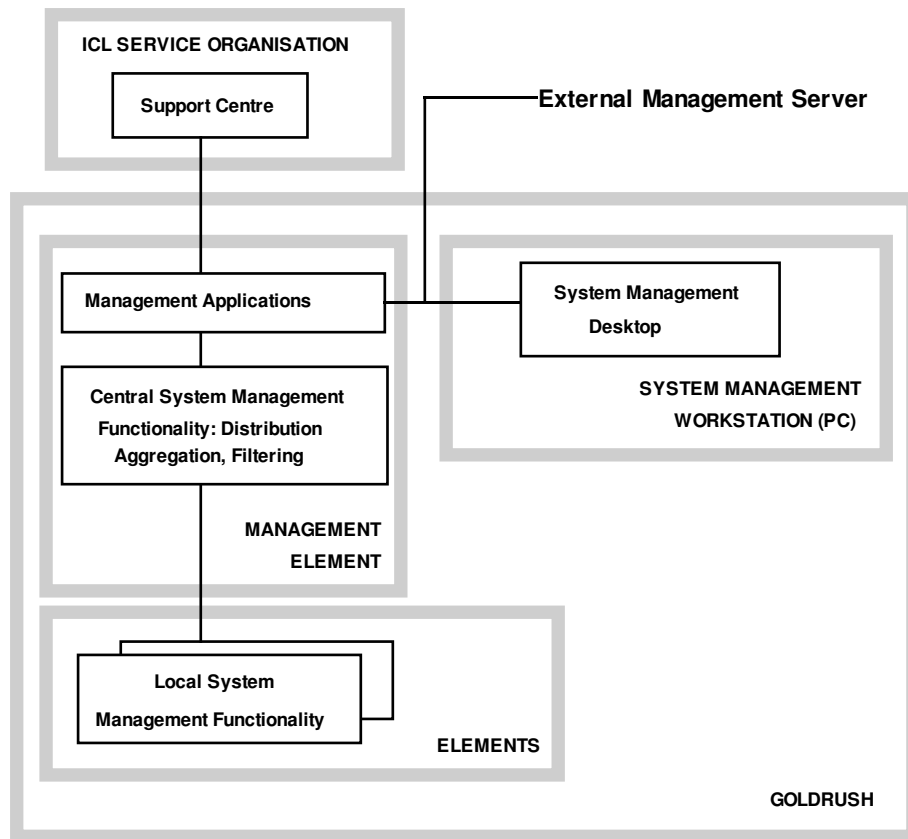 ICL SERVICE ORGANISATION
Support Centre
External Management Server
Management Applications
System Management
Desktop
SYSTEM MANAGEMENT
WORKSTATION (PC)
Central System Management
Functionality: Distribution
Aggregation, Filtering
MANAGEMENT
ELEMENT
Local System
Management Functionality
ELEMENTS
GOLDRUSH